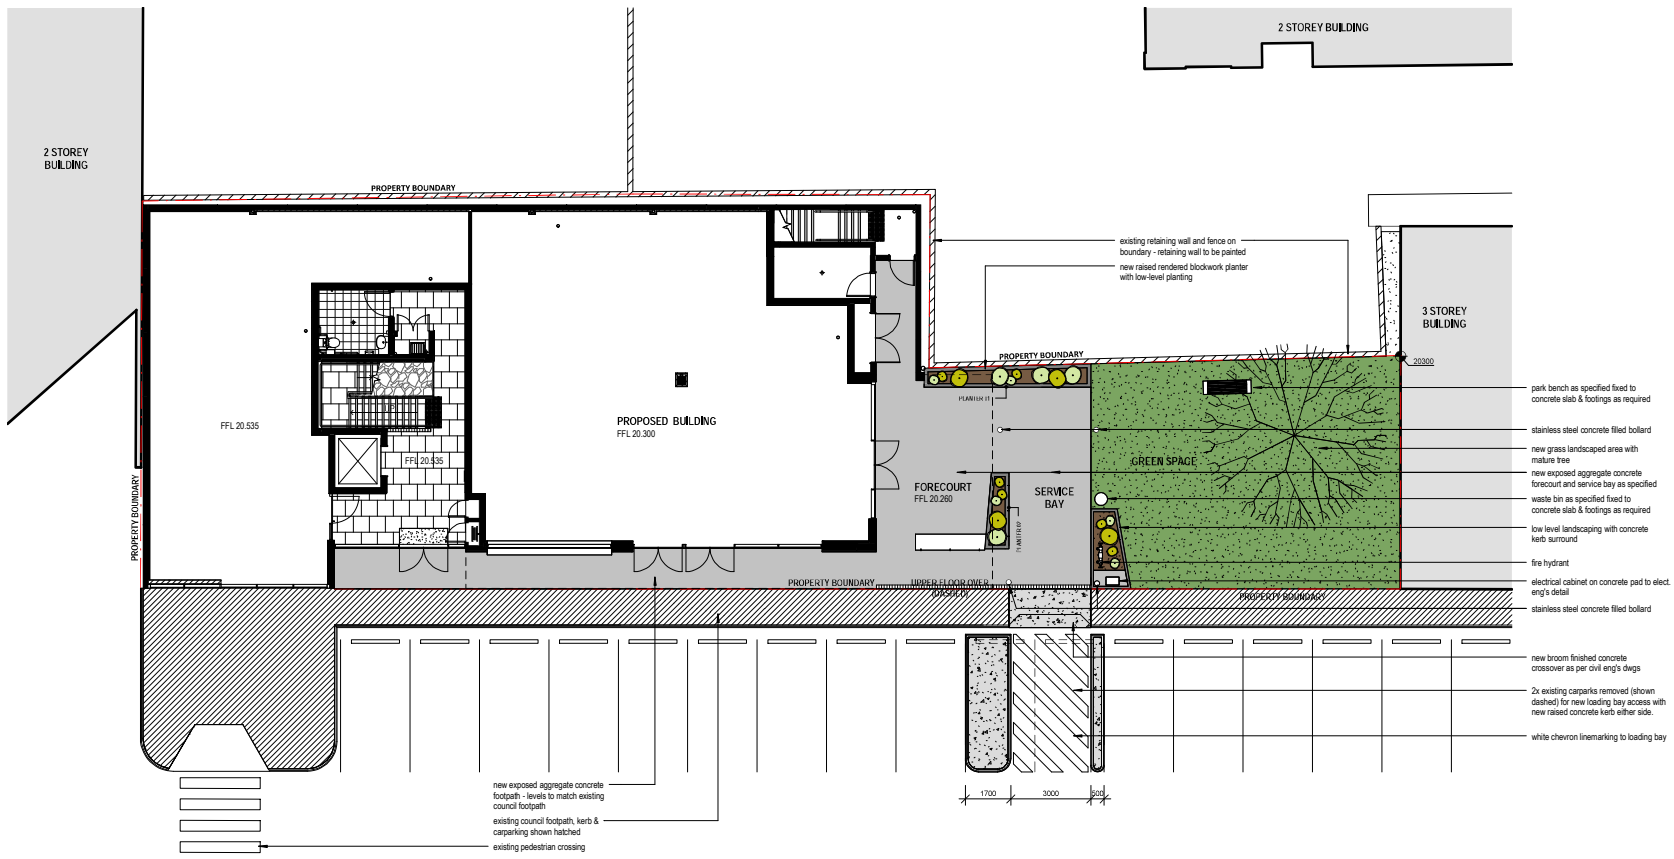 2 STOREY BUILDING
2 STOREY
BUILDING
PROPERTY BOUNDARY
existing retaining wall and fence on
boundary - retaining wall to be painted
new raised rendered blockwork planter
with low-level planting
3 STOREY
BUILDING
PROPERTY BOUNDARY
20300
park bench as specified fixed to
concrete slab & footings as required
PLANTER 11
UP
FFL 20.535
PROPOSED BUILDING
FFL 20.300
stainless steel concrete filled bollard
new grass landscaped area with
mature tree
FFL 20.535
GREEN SPACE
new exposed aggregate concrete
forecourt and service bay as specified
FORECOURT
FFL 20.260
SERVICE
BAY
waste bin as specified fixed to
concrete slab & footings as required
PROPERTY BOUNDARY
PLANTER 07
low level landscaping with concrete
kerb surround
fire hydrant
PROPERTY BOUNDARY
UPPER FLOOR OVER
(DASHED)
electrical cabinet on concrete pad to elect.
eng's detail
PROPERTY BOUNDARY
stainless steel concrete filled bollard
new broom finished concrete
crossover as per civil eng's dwgs
2x existing carparks removed (shown
dashed) for new loading bay access with
new raised concrete kerb either side.
white chevron linemarking to loading bay
new exposed aggregate concrete
footpath - levels to match existing
council footpath
1700
3000
500
existing council footpath, kerb &
carparking shown hatched
existing pedestrian crossing